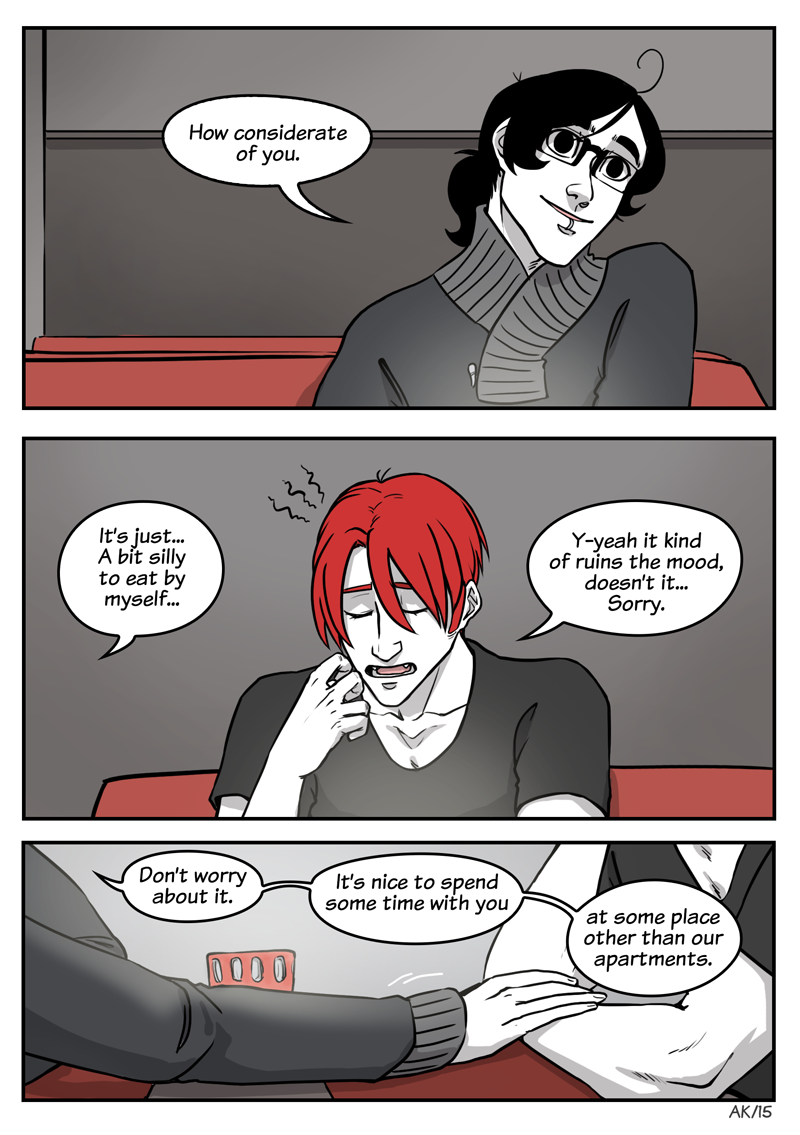 How considerate
of you.
It's just...
A bit silly
to eat by
myself...
Y-yeah it kind
of ruins the mood,
doesn't it...
Sorry.
Don't worry
about it.
It's nice to spend
some time with you
at some place
other than our
apartments.
AK/15